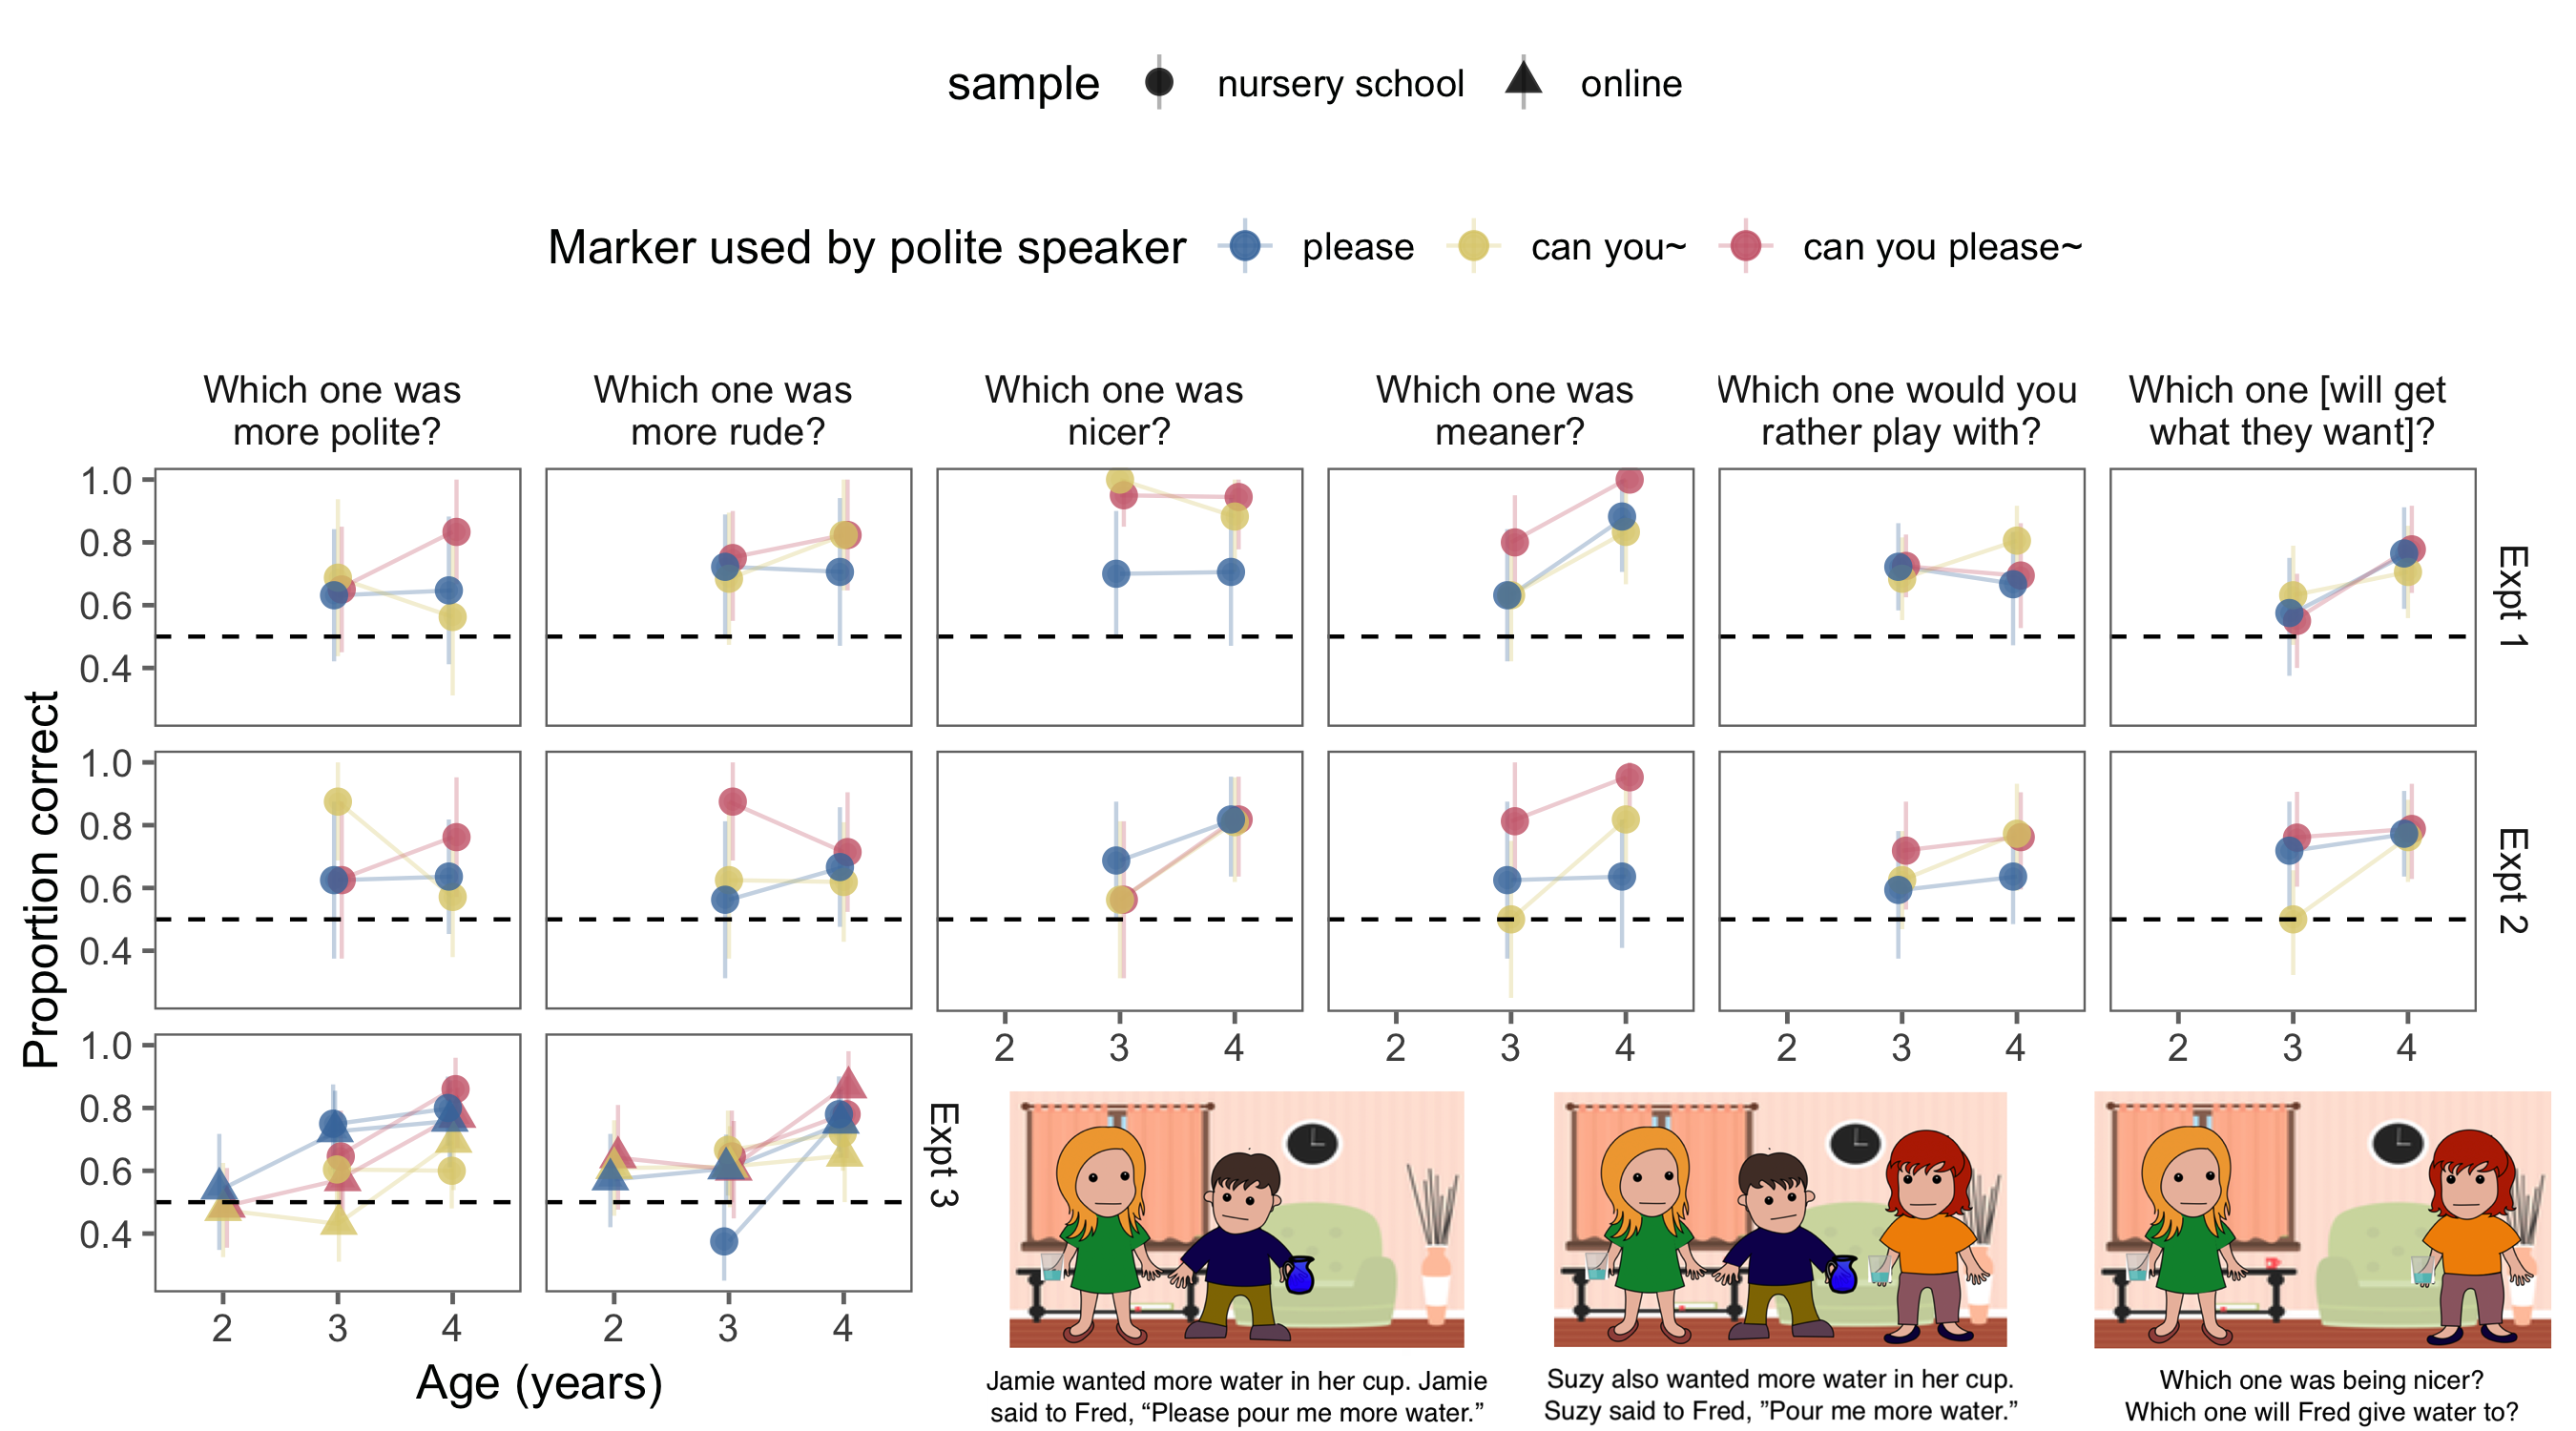 sample nursery school online
Marker used by polite speaker please can you~ can you please~
Which one was
more polite?
Which one was
more rude?
Which one was
nicer?
Which one was
meaner?
Which one would you
rather play with?
Which one [will get
what they want]?
Proportion correct
1.0
0.8
0.6
0.4
Expt 1
1.0
0.8
0.6
0.4
Expt 2
2 3 4
2 3 4
2 3 4
2 3 4
1.0
0.8
0.6
0.4
Expt 3
2 3 4
2 3 4
Age (years)
Jamie wanted more water in her cup. Jamie
said to Fred, “Please pour me more water.”
Suzy also wanted more water in her cup.
Suzy said to Fred, ”Pour me more water.”
Which one was being nicer?
Which one will Fred give water to?